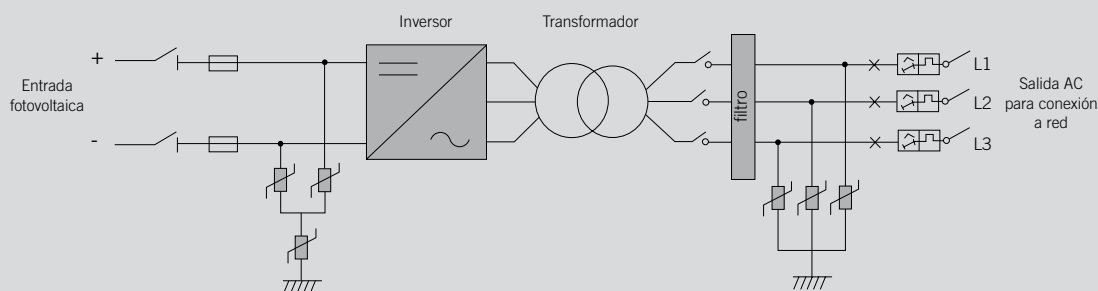 Inversor
Transformador
+
Entrada
fotovoltaica
-
filtro
L1
L2
L3
Salida AC
para conexión
a red